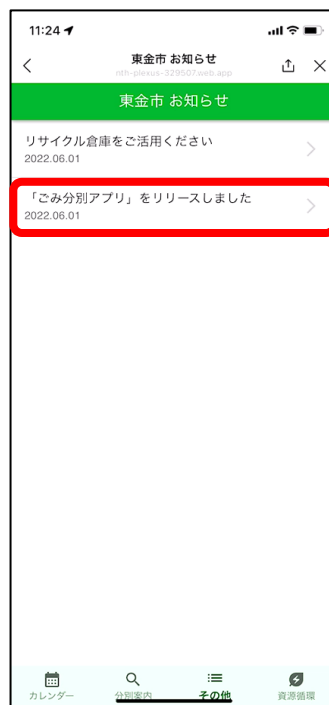 11:24
東金市 お知らせ
nth-plexus-329507.web.app
東金市 お知らせ
リサイクル倉庫をご活用ください
2022.06.01
「ごみ分別アプリ」をリリースしました
2022.06.01
カレンダー 分別案内 その他 資源循環